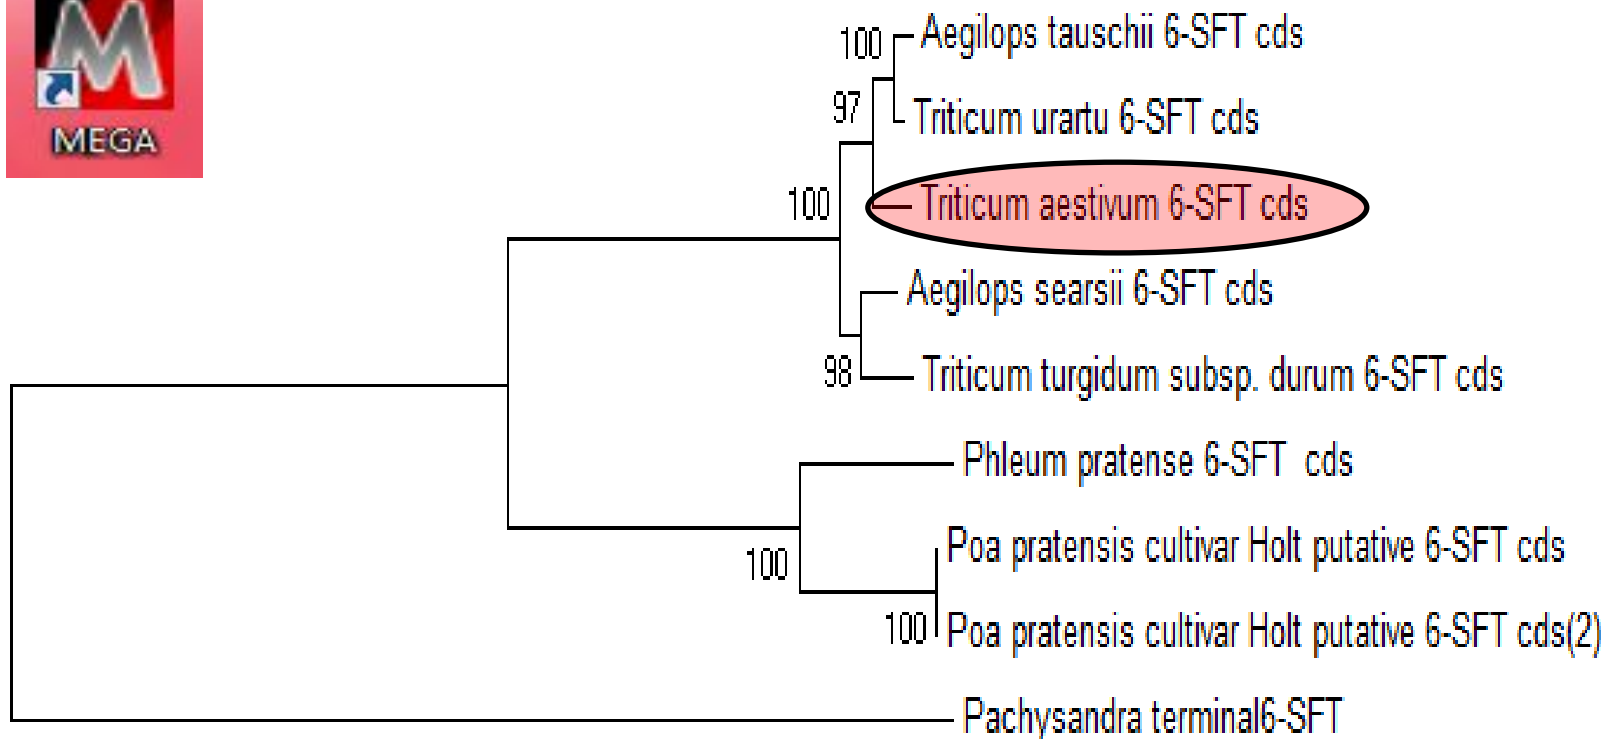 MEGA
100
Aegilops tauschii 6-SFT cds
97
Triticum urartu 6-SFT cds
100
Triticum aestivum 6-SFT cds
Aegilops searsii 6-SFT cds
98
Triticum turgidum subsp. durum 6-SFT cds
Phleum pratense 6-SFT cds
100
Poa pratensis cultivar Holt putative 6-SFT cds
100
Poa pratensis cultivar Holt putative 6-SFT cds(2)
Pachysandra terminal6-SFT